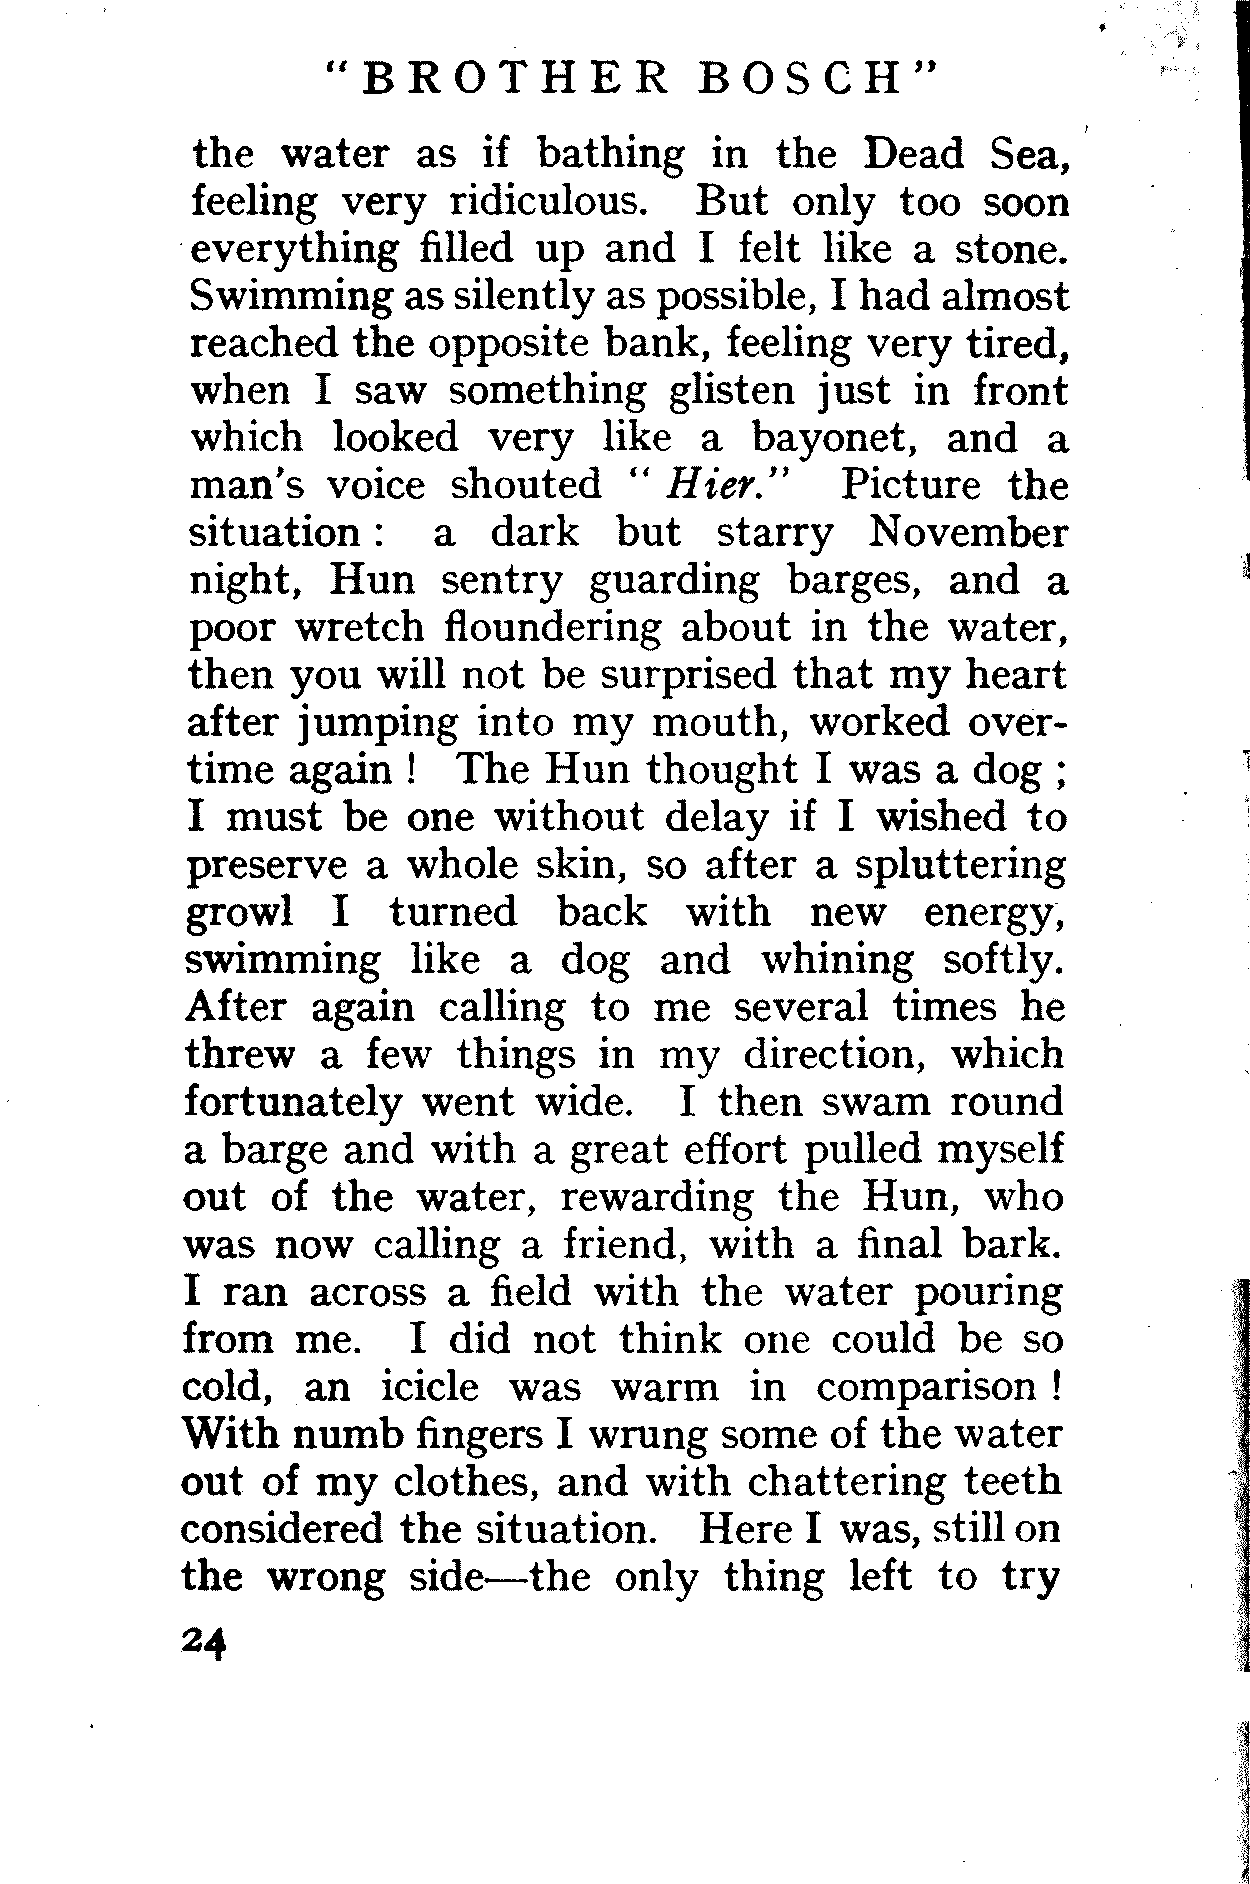 "BROTHER BOSCH"
the water as if bathing in the Dead Sea,
feeling very ridiculous. But only too soon
everything filled up and I felt like a stone.
Swimming as silently as possible, I had almost
reached the opposite bank, feeling very tired,
when I saw something glisten just in front
which looked very like a bayonet, and a
man's voice shouted " Hier." Picture the
situation : a dark but starry November
night, Hun sentry guarding barges, and a
poor wretch floundering about in the water,
then you will not be surprised that my heart
after jumping into my mouth, worked over-
time again ! The Hun thought I was a dog ;
I must be one without delay if I wished to
preserve a whole skin, so after a spluttering
growl I turned back with new energy,
swimming like a dog and whining softly.
After again calling to me several times he
threw a few things in my direction, which
fortunately went wide. I then swam round
a barge and with a great effort pulled myself
out of the water, rewarding the Hun, who
was now calling a friend, with a final bark.
I ran across a field with the water pouring
from me. I did not think one could be so
cold, an icicle was warm in comparison !
With numb fingers I wrung some of the water
out of my clothes, and with chattering teeth
considered the situation. Here I was, still on
the wrong side—the only thing left to try
24